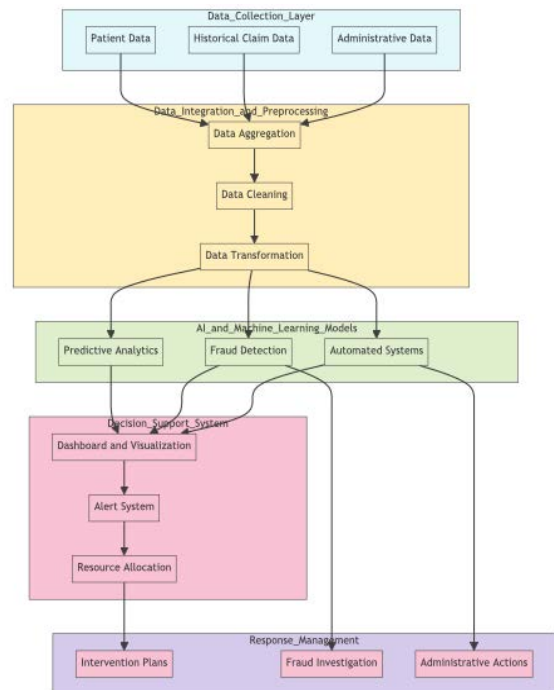 Data_Collection_Layer
Patient Data
Historical Claim Data
Administrative Data
Data_Integration_and_Preprocessing
Data Aggregation
Data Cleaning
Data Transformation
AI_and_Machine_Learning_Models
Predictive Analytics
Fraud Detection
Automated Systems
Decision_Support_System
Dashboard and Visualization
Alert System
Resource Allocation
Response_Management
Intervention Plans
Fraud Investigation
Administrative Actions